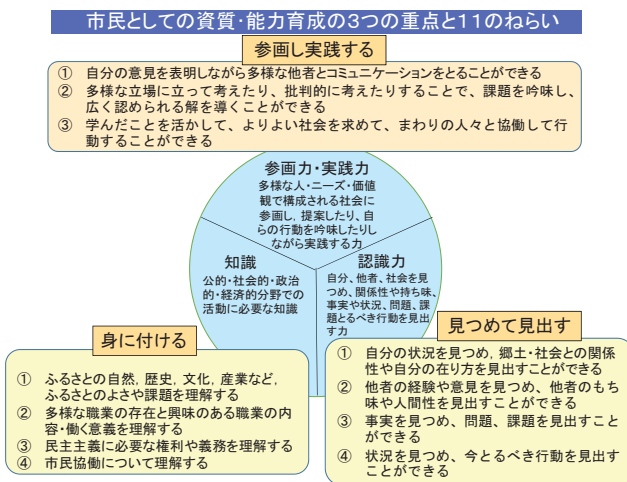 市民としての資質・能力育成の3つの重点と11のねらい
参画し実践する
① 自分の意見を表明しながら多様な他者とコミュニケーションをとることができる
② 多様な立場に立って考えたり、批判的に考えたりすることで、課題を吟味し、
広く認められる解を導くことができる
③ 学んだことを活かして、よりよい社会を求めて、まわりの人々と協働して行
動することができる
参画力・実践力
多様な人・ニーズ・価値
観で構成される社会に
参画し,提案したり、自
らの行動を吟味したりし
ながら実践する力
知識
公的・社会的・政治
的・経済的分野での
活動に必要な知識
認識力
自分、他者、社会を見
つめ、関係性や持ち味、
事実や状況、問題、課
題とるべき行動を見出
す力
身に付ける
① ふるさとの自然,歴史,文化,産業など,
ふるさとのよさや課題を理解する
② 多様な職業の存在と興味のある職業の内
容・働く意義を理解する
③ 民主主義に必要な権利や義務を理解する
④ 市民協働について理解する
見つめて見出す
① 自分の状況を見つめ,郷土・社会との関係
性や自分の在り方を見出すことができる
② 他者の経験や意見を見つめ、他者のもち
味や人間性を見出すことができる
③ 事実を見つめ、問題、課題を見出すこと
ができる
④ 状況を見つめ、今とるべき行動を見出す
ことができる